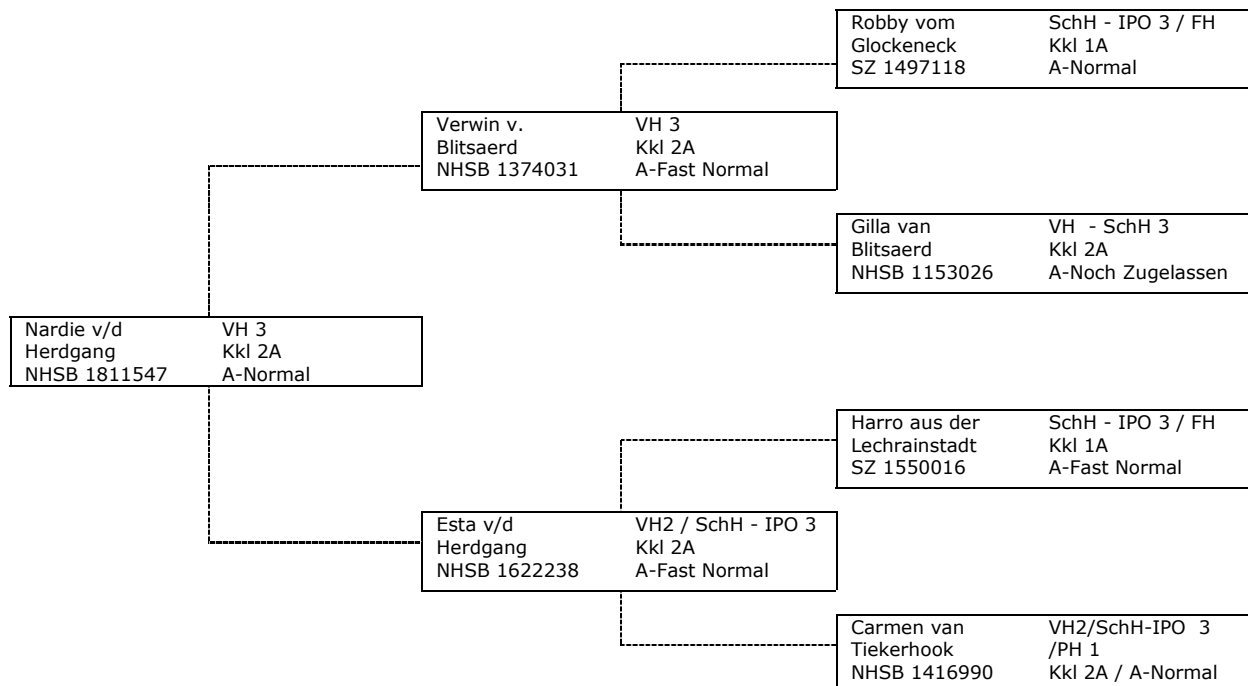 Robby vom SchH - IPO 3 / FH
Glockeneck Kkl 1A
SZ 1497118 A-Normal
Verwin v. VH 3
Blitsaerd Kkl 2A
NHSB 1374031 A-Fast Normal
Gilla van VH - SchH 3
Blitsaerd Kkl 2A
NHSB 1153026 A-Noch Zugelassen
Nardie v/d VH 3
Herdgang Kkl 2A
NHSB 1811547 A-Normal
Harro aus der SchH - IPO 3 / FH
Lechrainstadt Kkl 1A
SZ 1550016 A-Fast Normal
Esta v/d VH2 / SchH - IPO 3
Herdgang Kkl 2A
NHSB 1622238 A-Fast Normal
Carmen van VH2/SchH-IPO 3
Tiekerhook /PH 1
NHSB 1416990 Kkl 2A / A-Normal